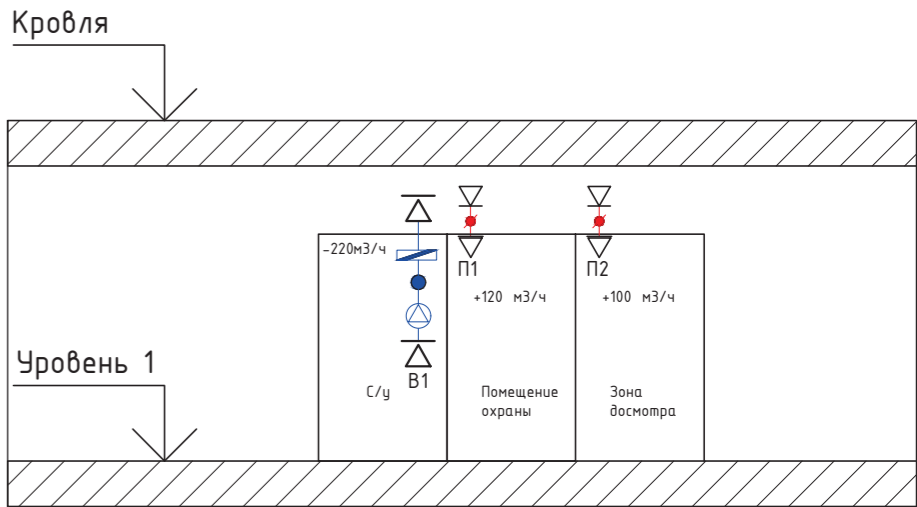 Кровля
-220м3/ч
П1
П2
+120 м3/ч
+100 м3/ч
Уровень 1
В1
С/у
Помещение
охраны
Зона
досмотра